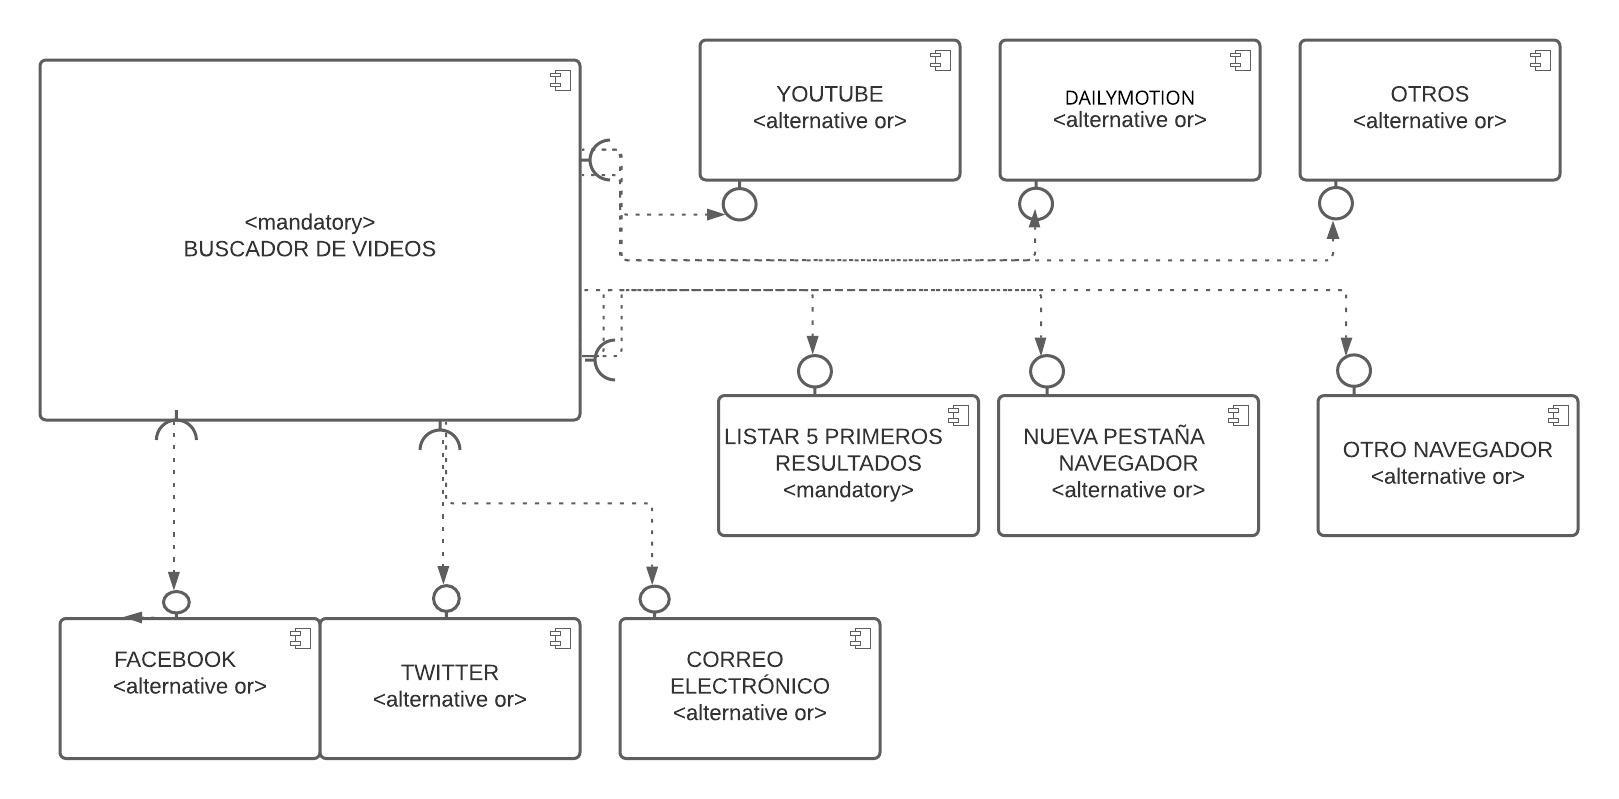 <mandatory>
BUSCADOR DE VIDEOS
YOUTUBE
<alternative or>
DAILYMOTION
<alternative or>
OTROS
<alternative or>
LISTAR 5 PRIMEROS
RESULTADOS
<mandatory>
NUEVA PESTAÑA
NAVEGADOR
<alternative or>
OTRO NAVEGADOR
<alternative or>
FACEBOOK
<alternative or>
TWITTER
<alternative or>
CORREO
ELECTRÓNICO
<alternative or>